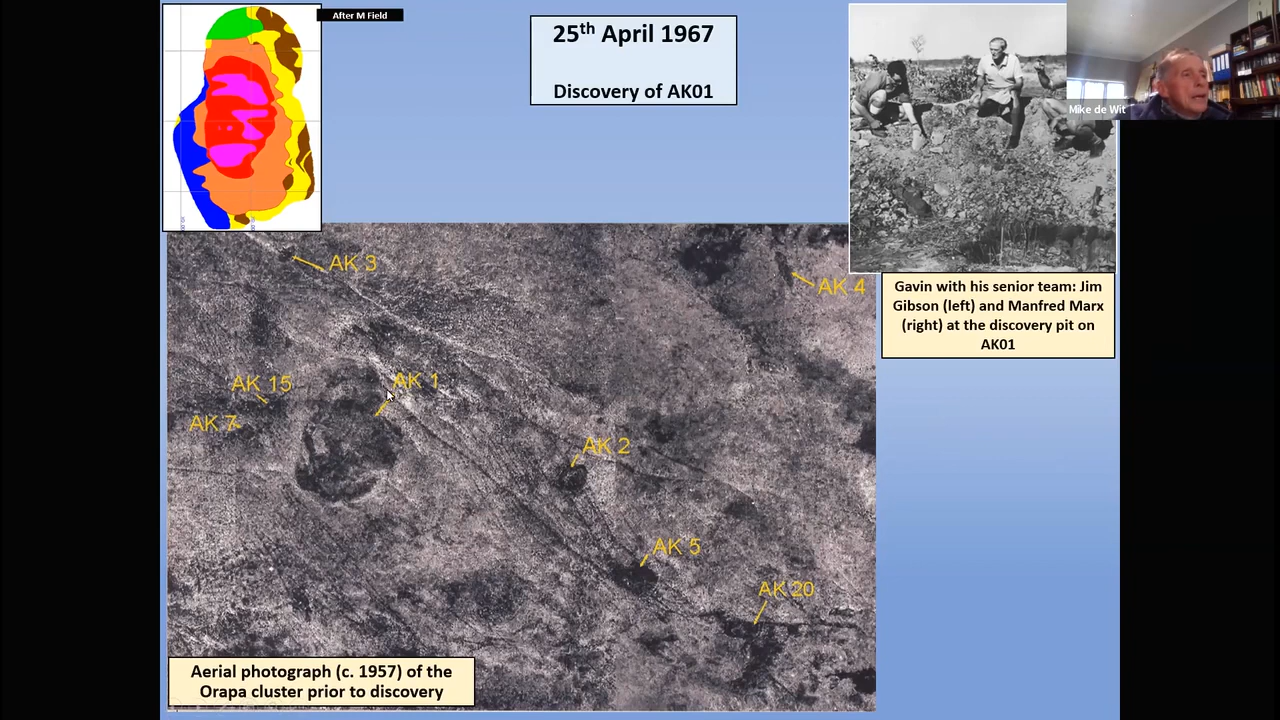 After M Field
25th April 1967
Discovery of AK01
Mike de Wit
AK 3
AK 4
Gavin with his senior team: Jim
Gibson (left) and Manfred Marx
(right) at the discovery pit on
AK01
AK 1
AK 15
AK 7
AK 2
AK 5
AK 20
Aerial photograph (c. 1957) of the
Orapa cluster prior to discovery